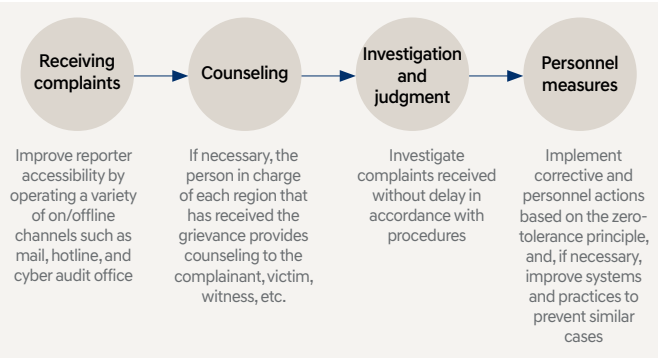 Receiving
complaints
Counseling
Investigation
and
judgment
Personnel
measures
Improve reporter
accessibility by
operating a variety
of on/offline
channels such as
mail, hotline, and
cyber audit office
If necessary, the
person in charge
of each region that
has received the
grievance provides
counseling to the
complainant, victim,
witness, etc.
Investigate
complaints received
without delay in
accordance with
procedures
Implement
corrective and
personnel actions
based on the zero-
tolerance principle,
and, if necessary,
improve systems
and practices to
prevent similar
cases